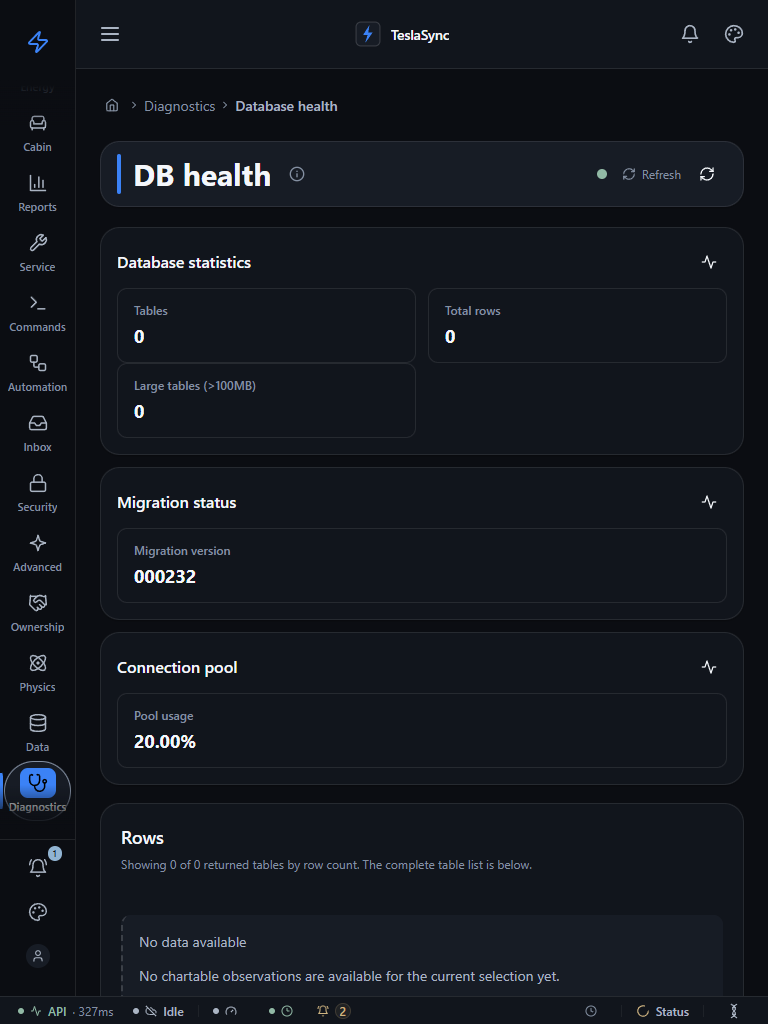 TeslaSync
Energy
Cabin
Reports
Service
Commands
Automation
Inbox
Security
Advanced
Ownership
Physics
Data
Diagnostics
1
Diagnostics
Database health
DB health
Refresh
Database statistics
Tables
0
Total rows
0
Large tables (>100MB)
0
Migration status
Migration version
000232
Connection pool
Pool usage
20.00%
Rows
Showing 0 of 0 returned tables by row count. The complete table list is below.
No data available
No chartable observations are available for the current selection yet.
API · 327ms
Idle
2
Status